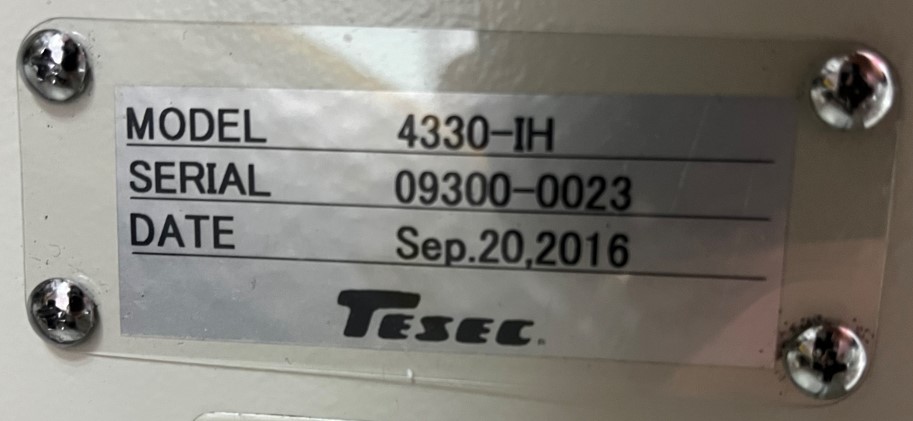 MODEL 4330-IH
SERIAL 09300-0023
DATE Sep.20,2016
TESEC